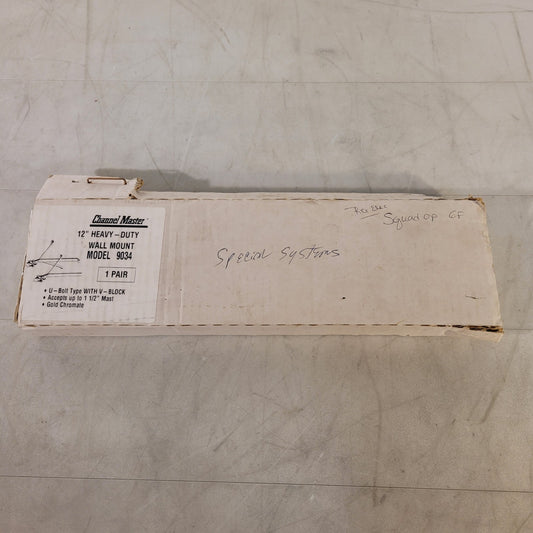 Channel Master
12" HEAVY-DUTY
WALL MOUNT
MODEL 9034
1 PAIR
• U-Bolt Type WITH V-BLOCK
• Accepts up to 1 1/2" Mast
• Gold Chromate
Special Systems
Squad Op GF